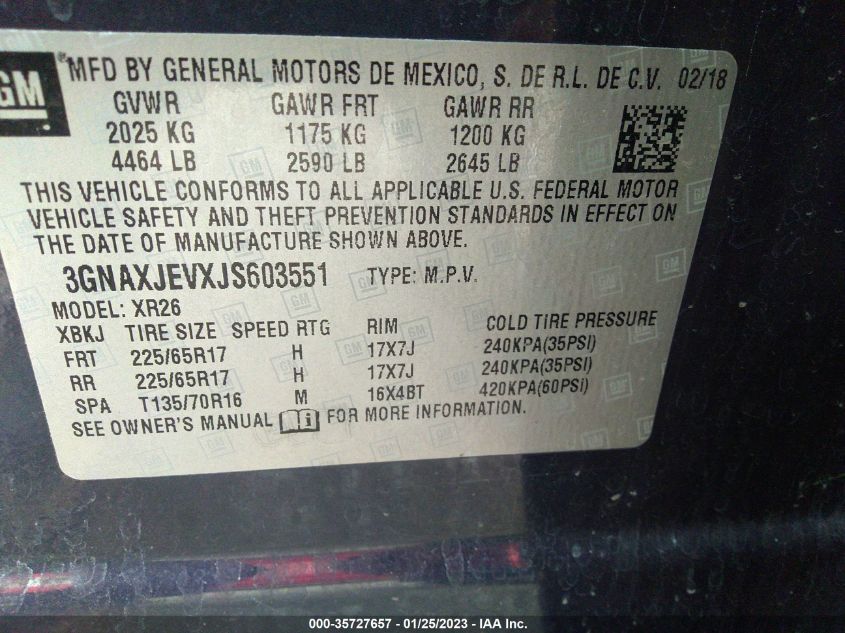 GM
MFD BY GENERAL MOTORS DE MEXICO, S. DE R.L. DE C.V. 02/18
GVWR GAWR FRT GAWR RR
2025 KG 1175 KG 1200 KG
4464 LB 2590 LB 2645 LB
THIS VEHICLE CONFORMS TO ALL APPLICABLE U.S. FEDERAL MOTOR
VEHICLE SAFETY AND THEFT PREVENTION STANDARDS IN EFFECT ON
THE DATE OF MANUFACTURE SHOWN ABOVE.
3GNAXJEVXJS603551 TYPE: M.P.V.
MODEL: XR26
XBKJ TIRE SIZE SPEED RTG RIM COLD TIRE PRESSURE
FRT 225/65R17 H 17X7J 240KPA(35PSI)
RR 225/65R17 H 17X7J 240KPA(35PSI)
SPA T135/70R16 M 16X4BT 420KPA(60PSI)
SEE OWNER'S MANUAL FOR MORE INFORMATION.
000-35727657 - 01/25/2023 - IAA Inc.